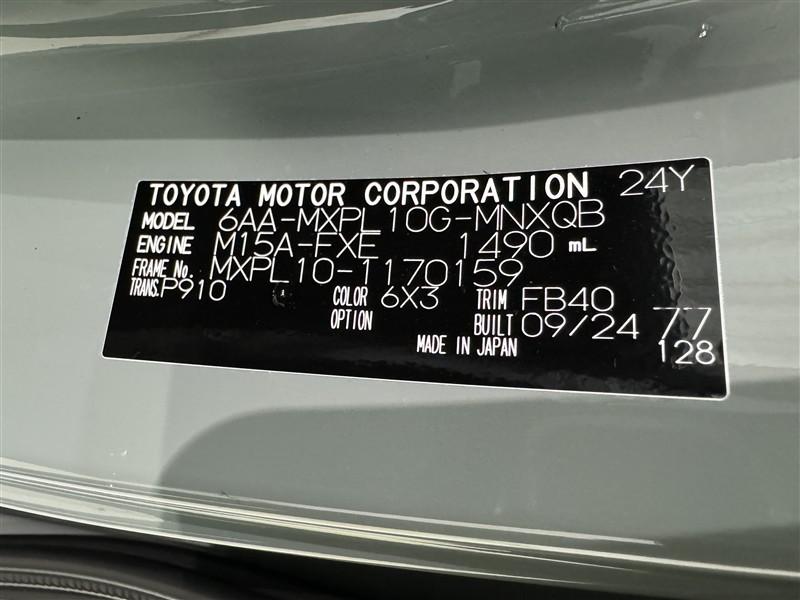 TOYOTA MOTOR CORPORATION 24Y
MODEL 6AA-MXPL10G-MNXQB
ENGINE M15A-FXE 1490 mL
FRAME No. MXPL10-1170159
TRANS. P910 COLOR 6X3 TRIM FB40
OPTION BUILT 09/24 77
MADE IN JAPAN 128